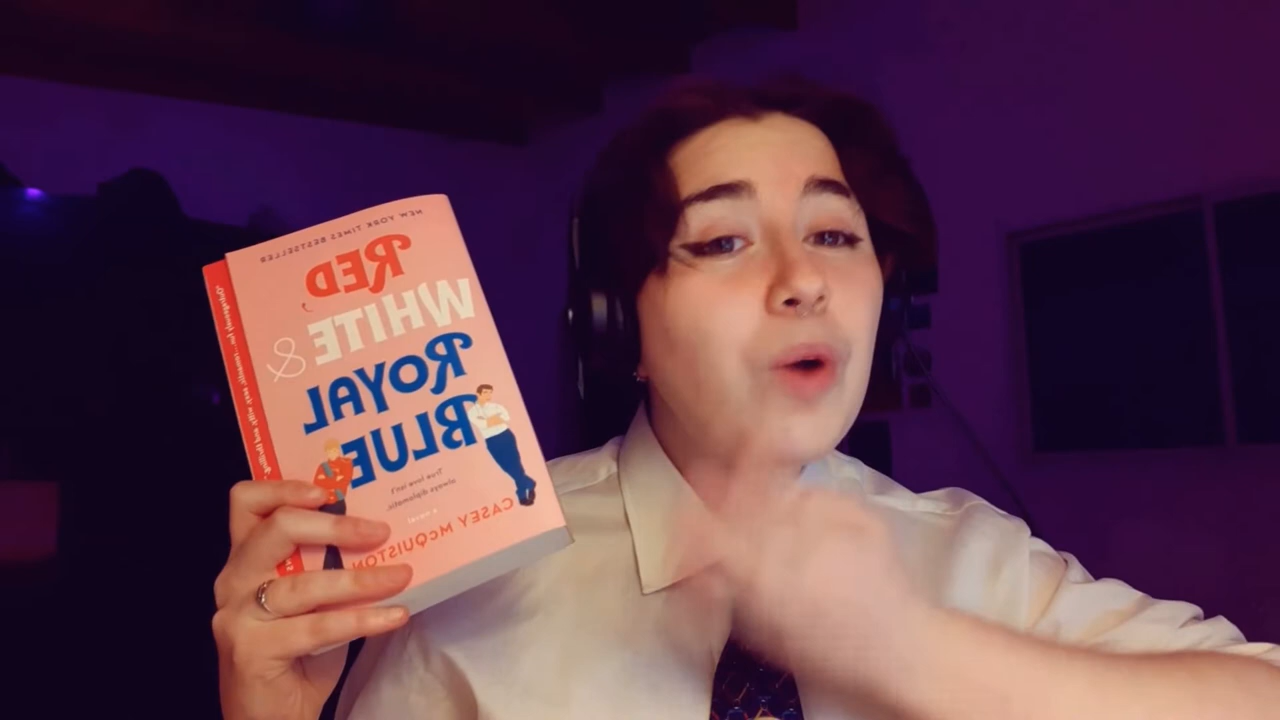 NEW YORK TIMES BESTSELLER
RED,
WHITE &
ROYAL
BLUE
True love isn't
always diplomatic.
a novel
CASEY McQUISTON